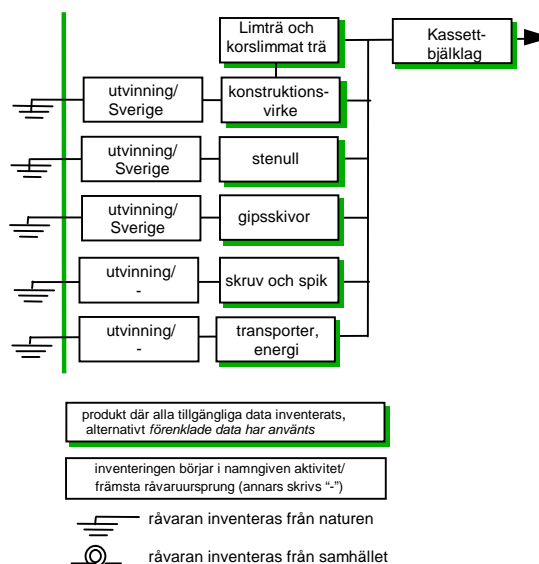 Limträ och
korslimmat trä
Kassett-
bjälklag
utvinning/
Sverige
konstruktions-
virke
utvinning/
Sverige
stenull
utvinning/
Sverige
gipsskivor
utvinning/
-
skruv och spik
utvinning/
-
transporter,
energi
produkt där alla tillgängliga data inventerats,
alternativt förenklade data har använts
inventeringen börjar i namngiven aktivitet/
främsta råvaruursprung (annars skrivs “-”)
råvaran inventeras från naturen
råvaran inventeras från samhället